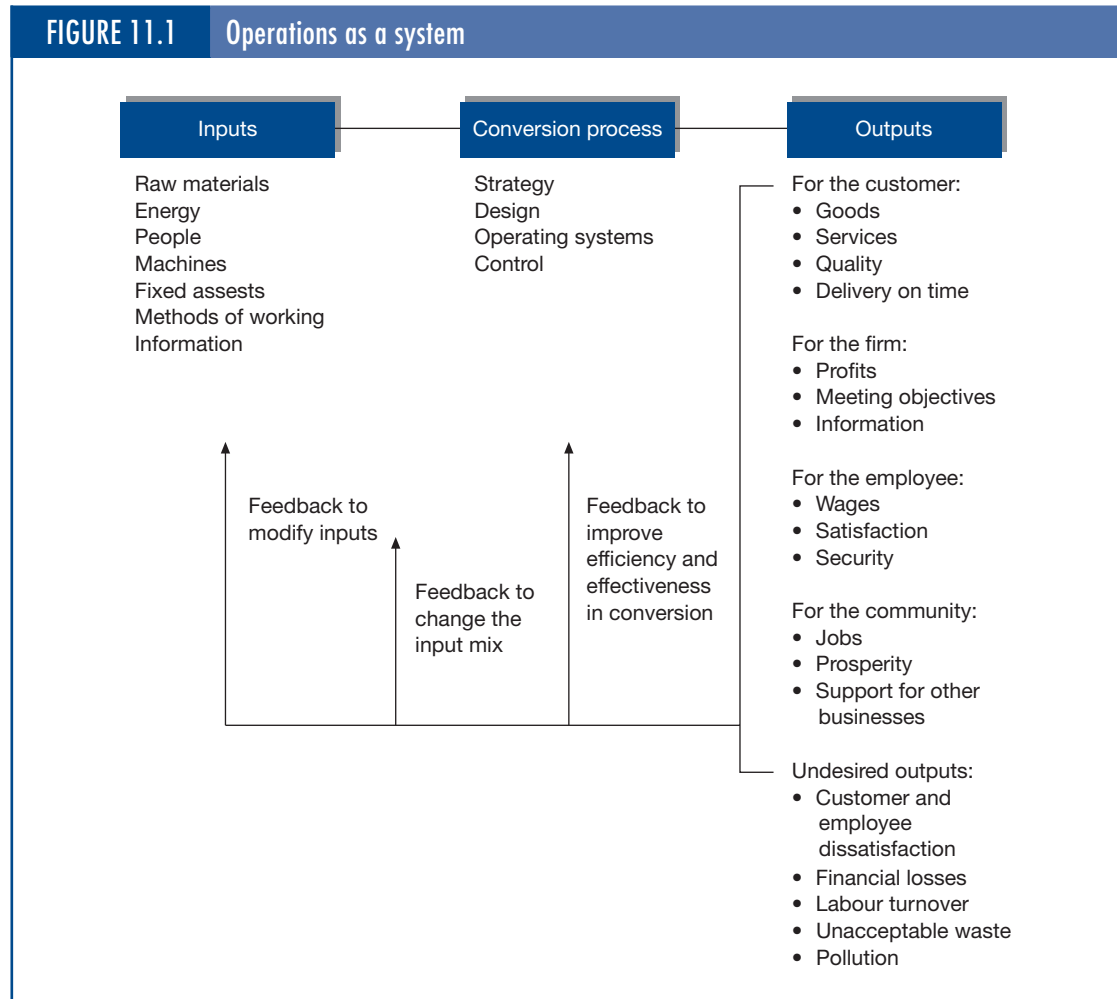 FIGURE 11.1 Operations as a system
Inputs
Raw materials
Energy
People
Machines
Fixed assests
Methods of working
Information
Conversion process
Strategy
Design
Operating systems
Control
Outputs
For the customer:
• Goods
• Services
• Quality
• Delivery on time
For the firm:
• Profits
• Meeting objectives
• Information
For the employee:
• Wages
• Satisfaction
• Security
For the community:
• Jobs
• Prosperity
• Support for other
businesses
Undesired outputs:
• Customer and
employee
dissatisfaction
• Financial losses
• Labour turnover
• Unacceptable waste
• Pollution
Feedback to
modify inputs
Feedback to
change the
input mix
Feedback to
improve
efficiency and
effectiveness
in conversion